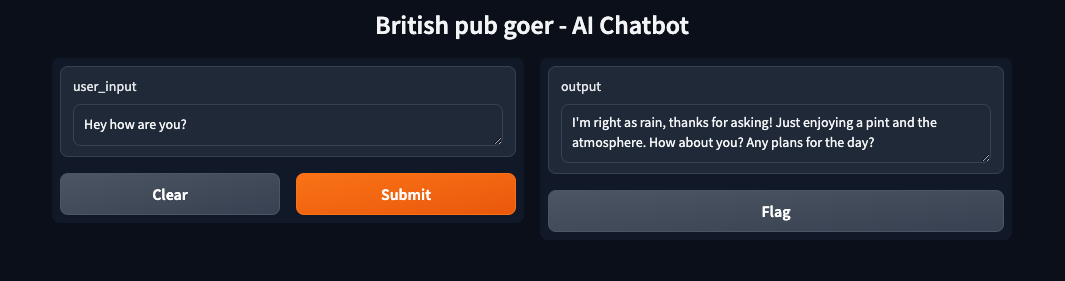 British pub goer - AI Chatbot
user_input
Hey how are you?
Clear
Submit
output
I'm right as rain, thanks for asking! Just enjoying a pint and the
atmosphere. How about you? Any plans for the day?
Flag